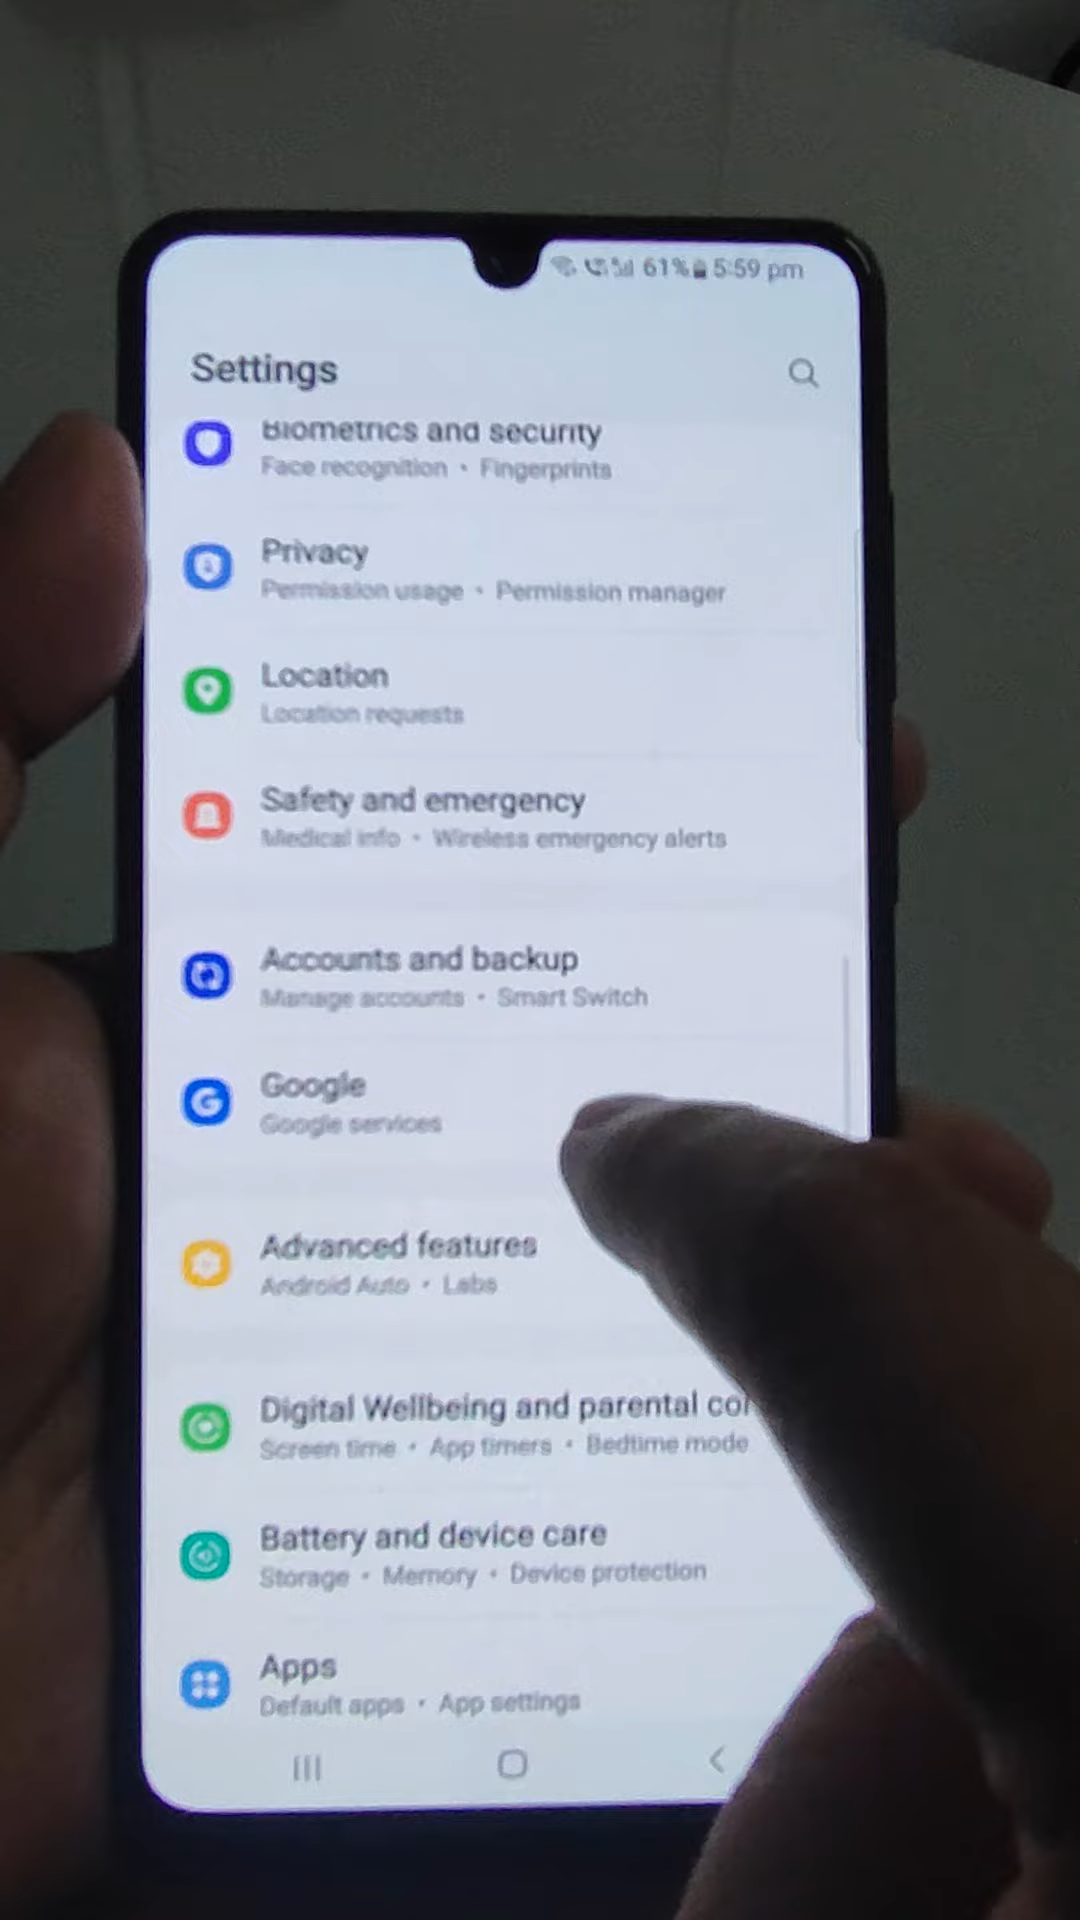 61% 5:59 pm
Settings
Biometrics and security
Face recognition • Fingerprints
Privacy
Permission usage • Permission manager
Location
Location requests
Safety and emergency
Medical info • Wireless emergency alerts
Accounts and backup
Manage accounts • Smart Switch
Google
Google services
Advanced features
Android Auto • Labs
Digital Wellbeing and parental con
Screen time • App timers • Bedtime mode
Battery and device care
Storage • Memory • Device protection
Apps
Default apps • App settings